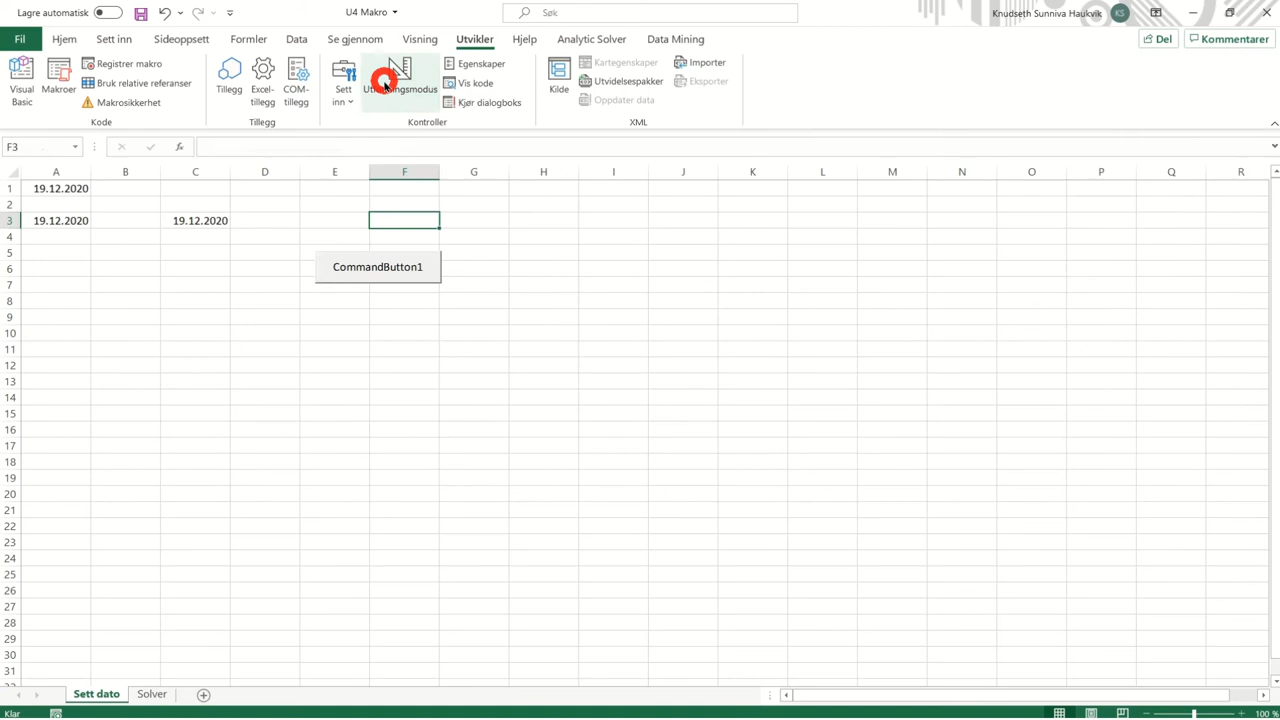 Lagre automatisk
U4 Makro
Søk
Knudseth Sunniva Haukvik
KS
Fil
Hjem
Sett inn
Sideoppsett
Formler
Data
Se gjennom
Visning
Utvikler
Hjelp
Analytic Solver
Data Mining
Del
Kommentarer
Visual
Basic
Makroer
Registrer makro
Bruk relative referanser
Makrosikkerhet
Kode
Tillegg
Excel-
tillegg
COM-
tillegg
Tillegg
Sett
inn
Egenskaper
Vis kode
Kjør dialogboks
Kontroller
Kilde
Kartegenskaper
Utvidelsespakker
Oppdater data
Importer
Eksporter
XML
F3
fx
A B C D E F G H I J K L M N O P Q R
1 19.12.2020
2
3 19.12.2020 19.12.2020
4
5
6
CommandButton1
7
8
9
10
11
12
13
14
15
16
17
18
19
20
21
22
23
24
25
26
27
28
29
30
31
Sett dato
Solver
Klar
100 %